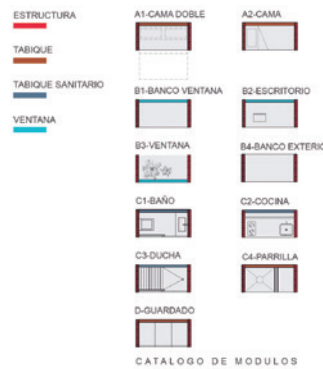 ESTRUCTURA
TABIQUE
TABIQUE SANITARIO
VENTANA
A1-CAMA DOBLE
A2-CAMA
B1-BANCO VENTANA
B2-ESCRITORIO
B3-VENTANA
B4-BANCO EXTERIO
C1-BAÑO
C2-COCINA
C3-DUCHA
C4-PARRILLA
D-GUARDADO
CATALOGO DE MODULOS